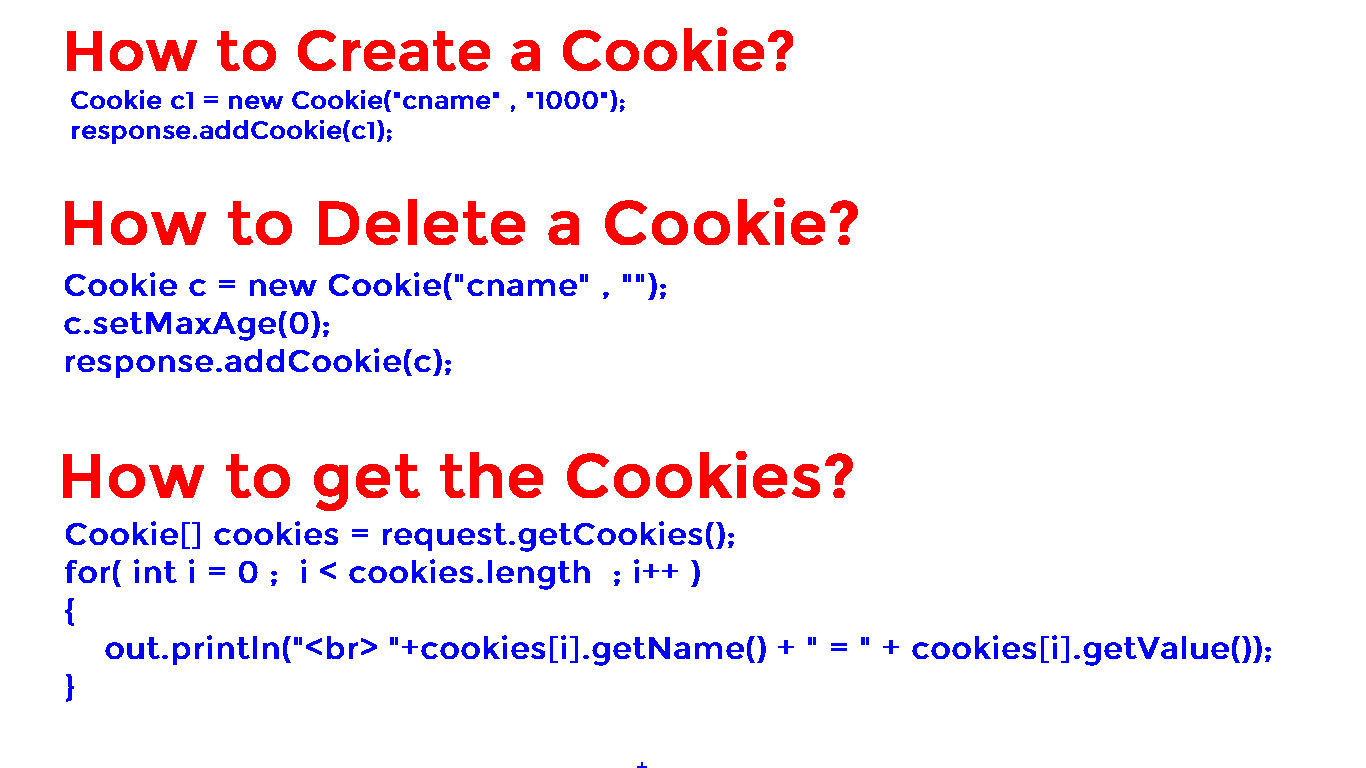 How to Create a Cookie?
Cookie c1 = new Cookie("cname" , "1000");
response.addCookie(c1);
How to Delete a Cookie?
Cookie c = new Cookie("cname" , "");
c.setMaxAge(0);
response.addCookie(c);
How to get the Cookies?
Cookie[] cookies = request.getCookies();
for( int i = 0 ;  i < cookies.length  ; i++ )
{
    out.println("<br> "+cookies[i].getName() + " = " + cookies[i].getValue());
}
+